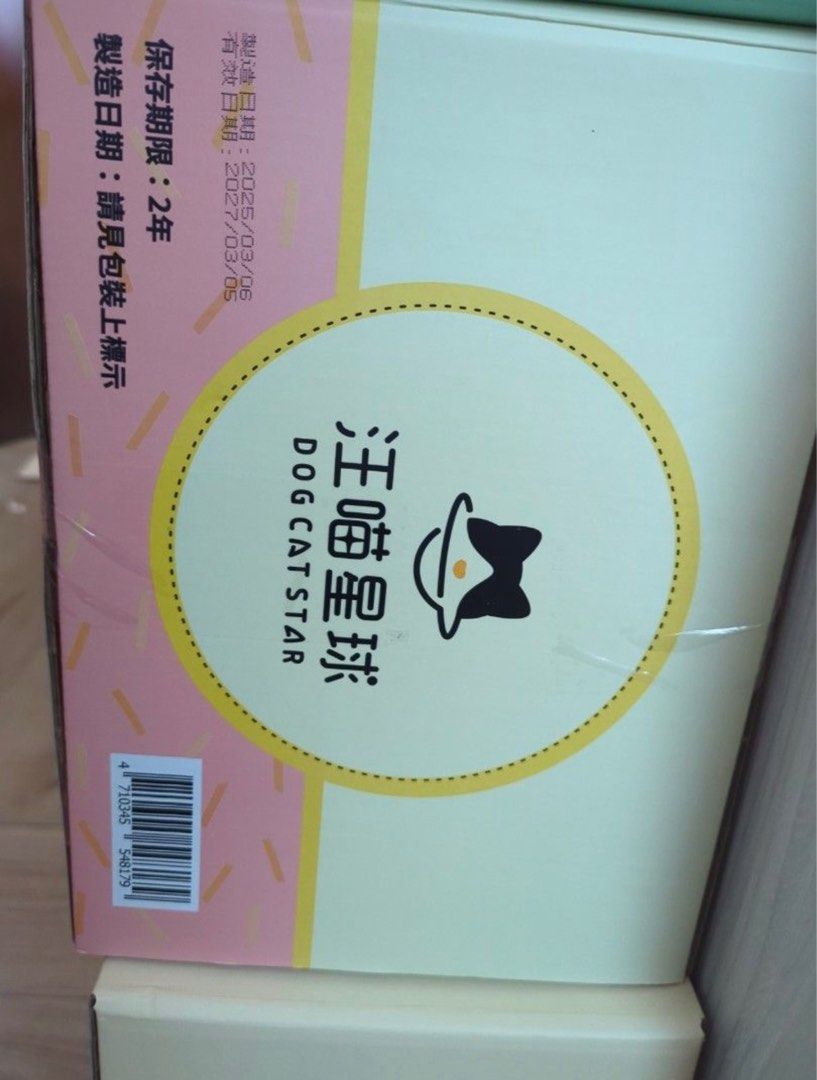 製造日期：2025/03/06
有效日期：2027/03/05
保存期限：2年
製造日期：請見包裝上標示
汪喵星球
DOG CAT STAR
4 710345 548179